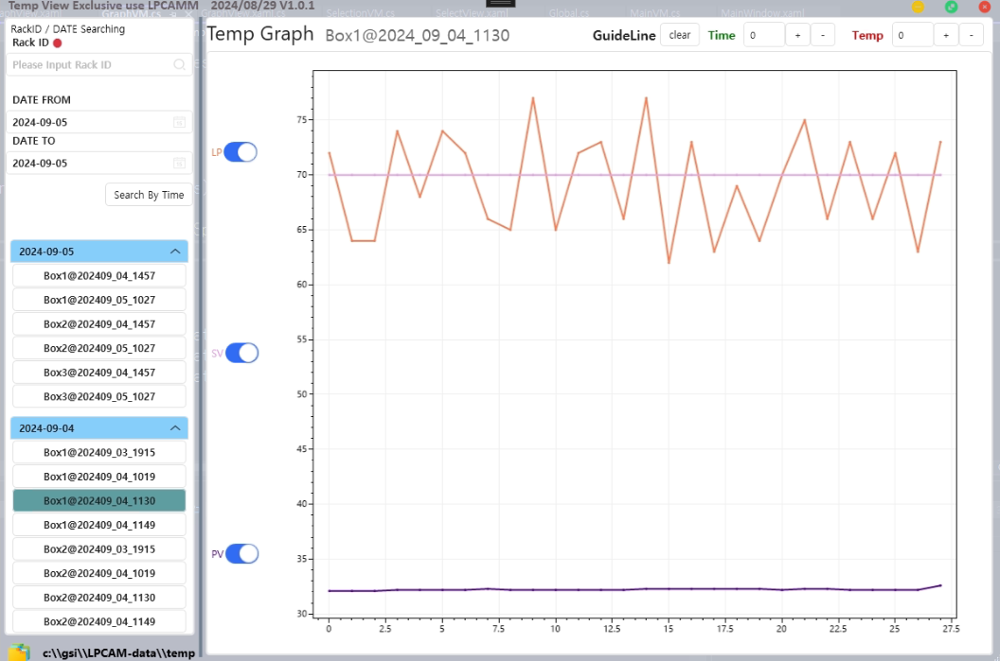 Temp View Exclusive use LPCAMM 2024/08/29 V1.0.1
GraphVM.cs
SelectionVM.cs
SelectView.xaml
Global.cs
MainVM.cs
MainWindow.xaml
RackID / DATE Searching
Rack ID
Please Input Rack ID
DATE FROM
2024-09-05
DATE TO
2024-09-05
Search By Time
2024-09-05
Box1@202409_04_1457
Box1@202409_05_1027
Box2@202409_04_1457
Box2@202409_05_1027
Box3@202409_04_1457
Box3@202409_05_1027
2024-09-04
Box1@202409_03_1915
Box1@202409_04_1019
Box1@202409_04_1130
Box1@202409_04_1149
Box2@202409_03_1915
Box2@202409_04_1019
Box2@202409_04_1130
Box2@202409_04_1149
c:\\gsi\\LPCAM-data\\temp
Temp Graph Box1@2024_09_04_1130 GuideLine clear Time 0 + - Temp 0 + -
LP
SV
PV
75
70
65
60
55
50
45
40
35
30
0 2.5 5 7.5 10 12.5 15 17.5 20 22.5 25 27.5